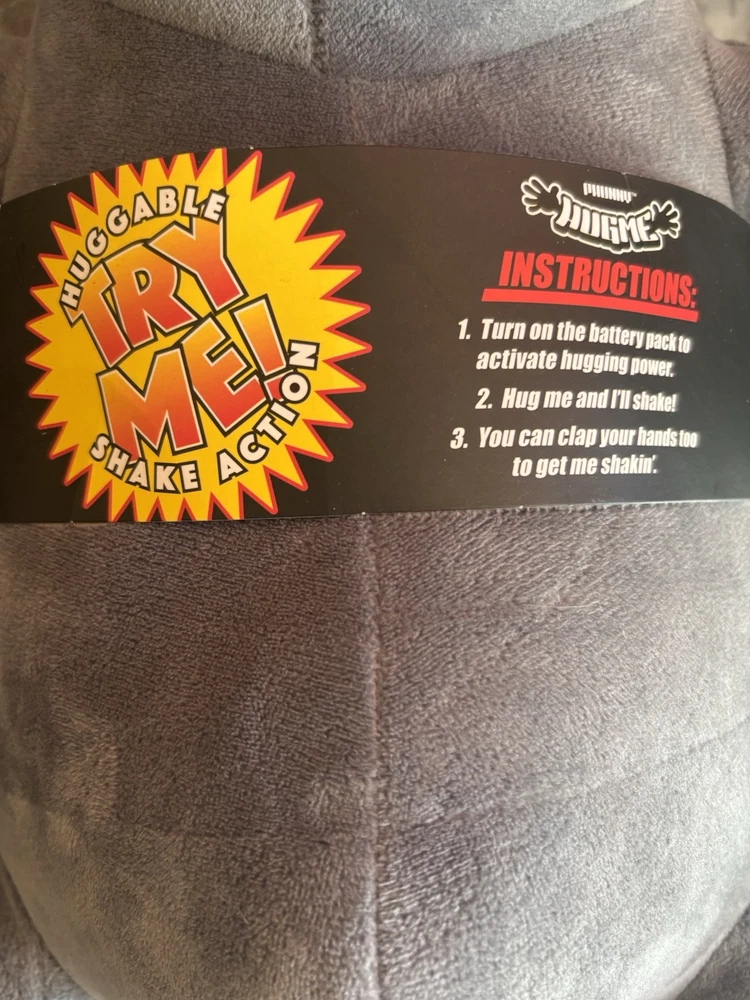 HUGGABLE
TRY
ME!
SHAKE ACTION
PHUNNY™
HUGME
INSTRUCTIONS:
1. Turn on the battery pack to
activate hugging power.
2. Hug me and I'll shake!
3. You can clap your hands too
to get me shakin'.